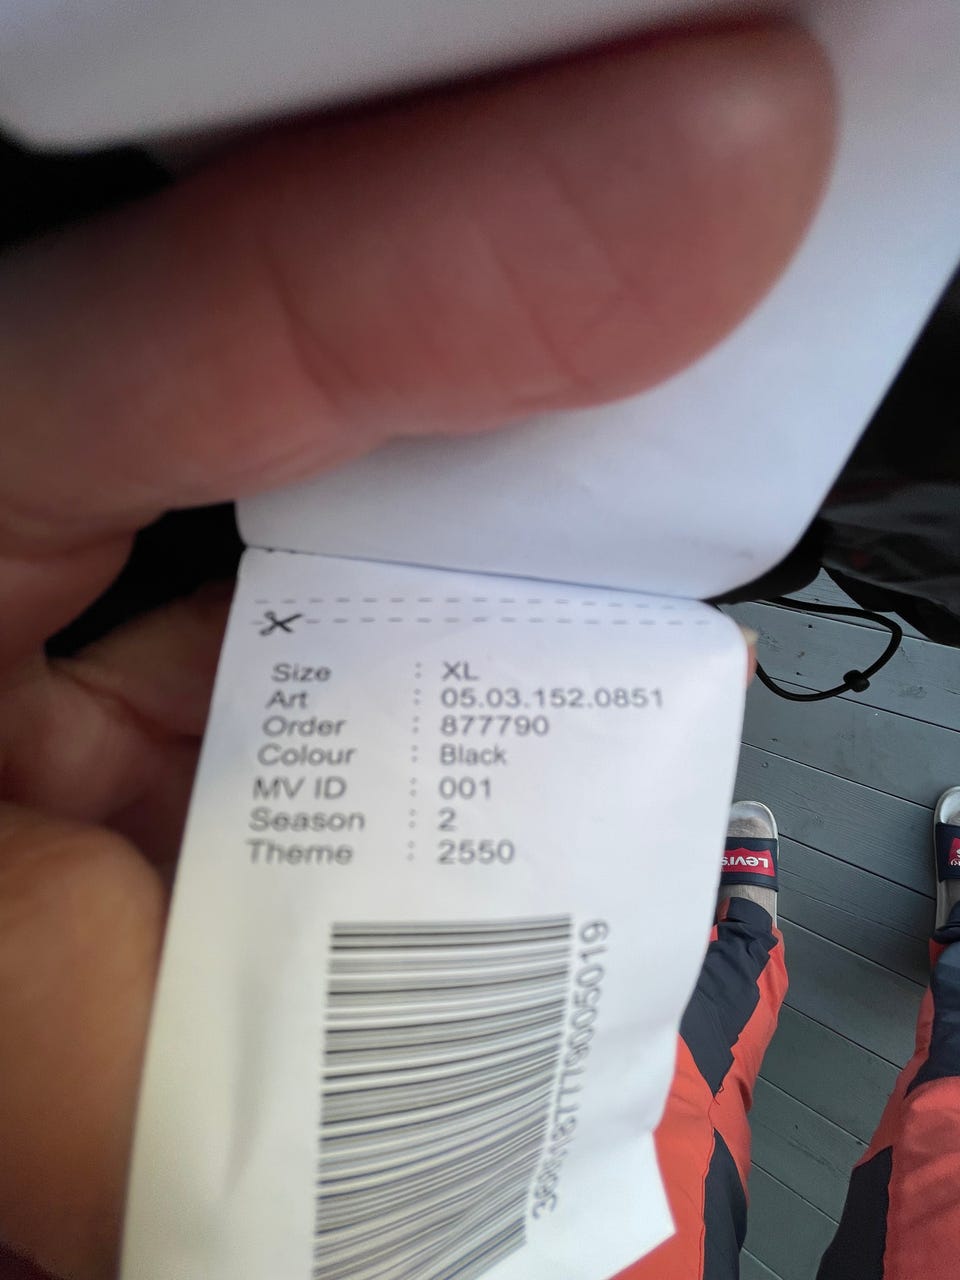 Size : XL
Art : 05.03.152.0851
Order : 877790
Colour : Black
MV ID : 001
Season : 2
Theme : 2550
LEVI'S